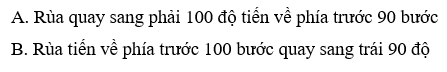 A. Rùa quay sang phải 100 độ tiến về phía trước 90 bước
B. Rùa tiến về phía trước 100 bước quay sang trái 90 độ